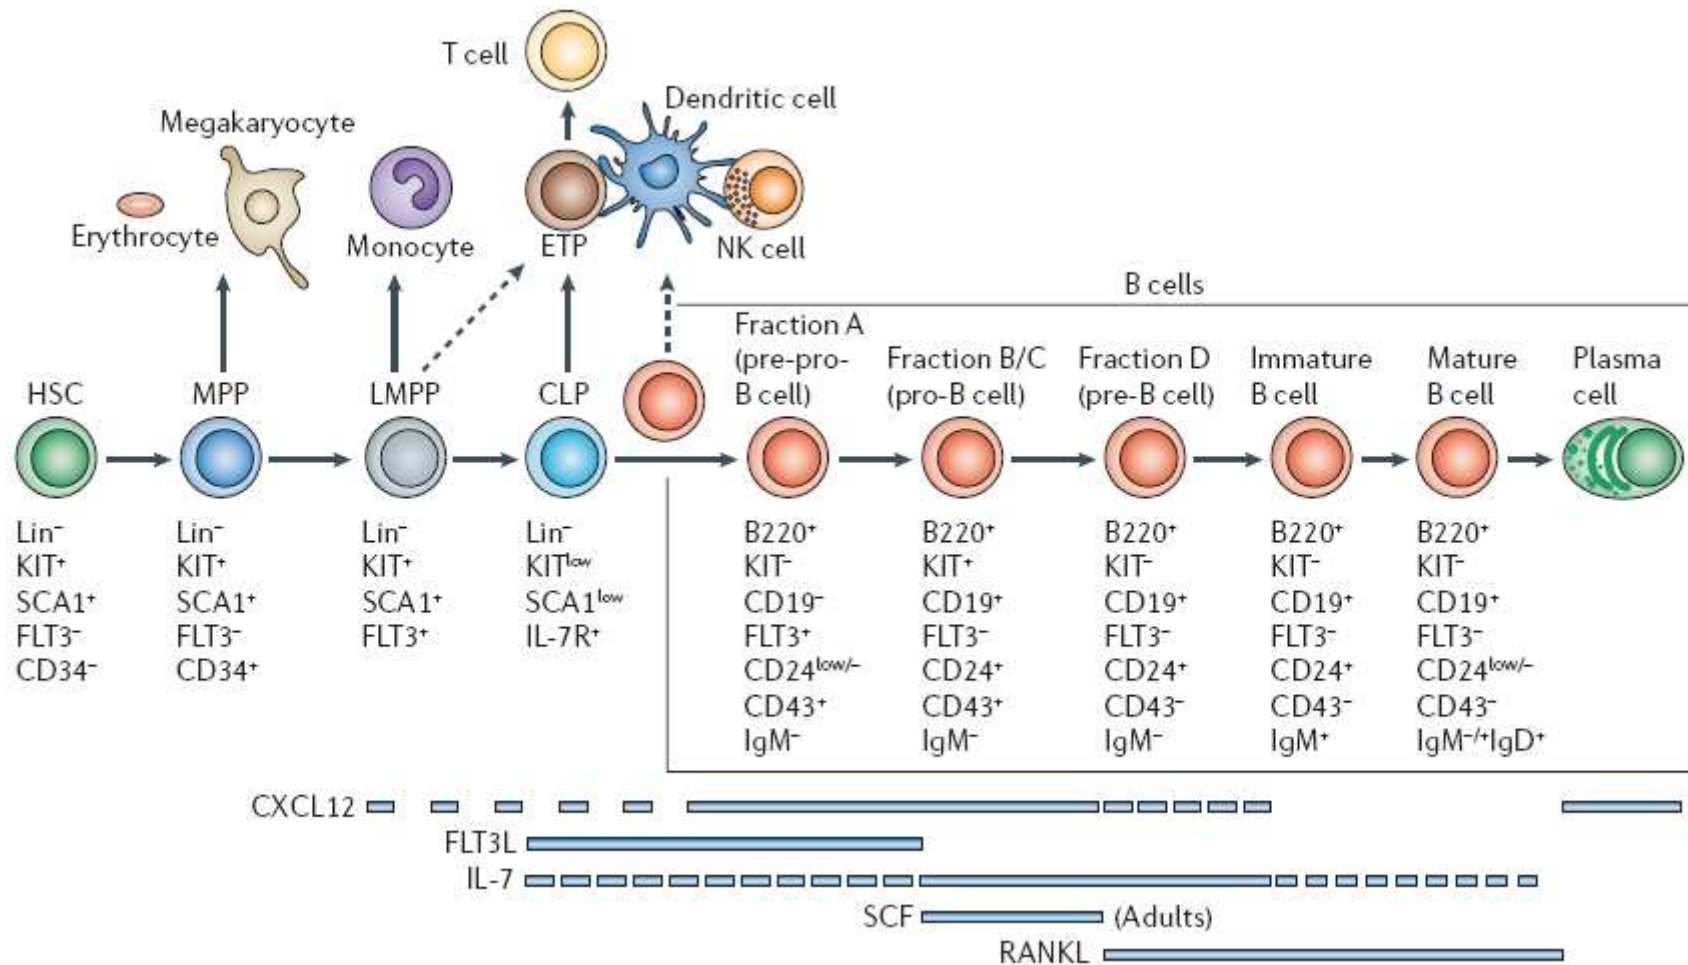 T cell
Dendritic cell
Megakaryocyte
Erythrocyte
Monocyte
ETP
NK cell
B cells
HSC
MPP
LMPP
CLP
Fraction A
(pre-pro-
B cell)
Fraction B/C
(pro-B cell)
Fraction D
(pre-B cell)
Immature
B cell
Mature
B cell
Plasma
cell
Lin⁻
KIT⁺
SCA1⁺
FLT3⁻
CD34⁻
Lin⁻
KIT⁺
SCA1⁺
FLT3⁻
CD34⁺
Lin⁻
KIT⁺
SCA1⁺
FLT3⁺
Lin⁻
KITˡᵒʷ
SCA1ˡᵒʷ
IL-7R⁺
B220⁺
KIT⁻
CD19⁻
FLT3⁺
CD24ˡᵒʷ/⁻
CD43⁺
IgM⁻
B220⁺
KIT⁺
CD19⁺
FLT3⁻
CD24⁺
CD43⁺
IgM⁻
B220⁺
KIT⁻
CD19⁺
FLT3⁻
CD24⁺
CD43⁻
IgM⁻
B220⁺
KIT⁻
CD19⁺
FLT3⁻
CD24⁺
CD43⁻
IgM⁺
B220⁺
KIT⁻
CD19⁺
FLT3⁻
CD24ˡᵒʷ/⁻
CD43⁻
IgM⁻/⁺IgD⁺
CXCL12
FLT3L
IL-7
SCF (Adults)
RANKL